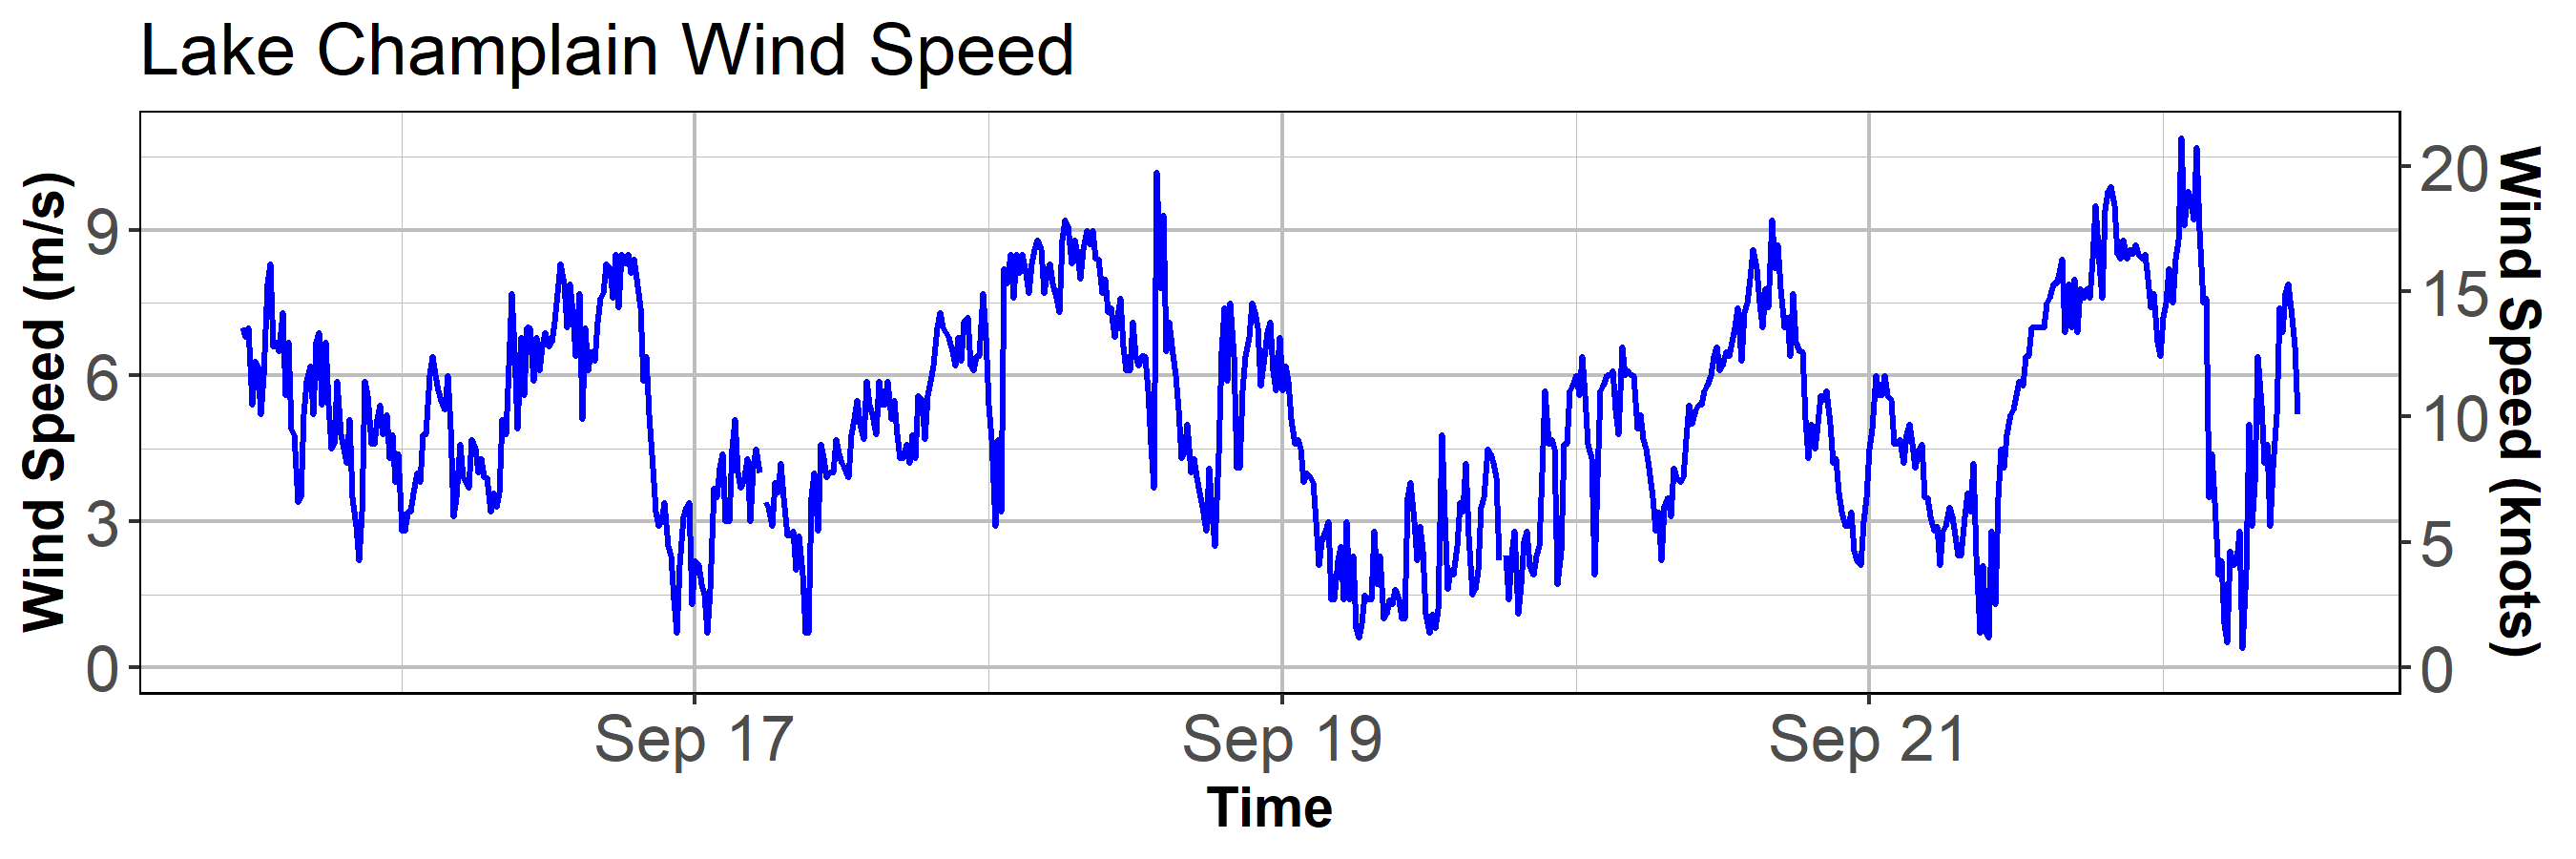 Lake Champlain Wind Speed
Wind Speed (m/s)
9
6
3
0
20
15
10
5
0
Wind Speed (knots)
Sep 17
Sep 19
Sep 21
Time